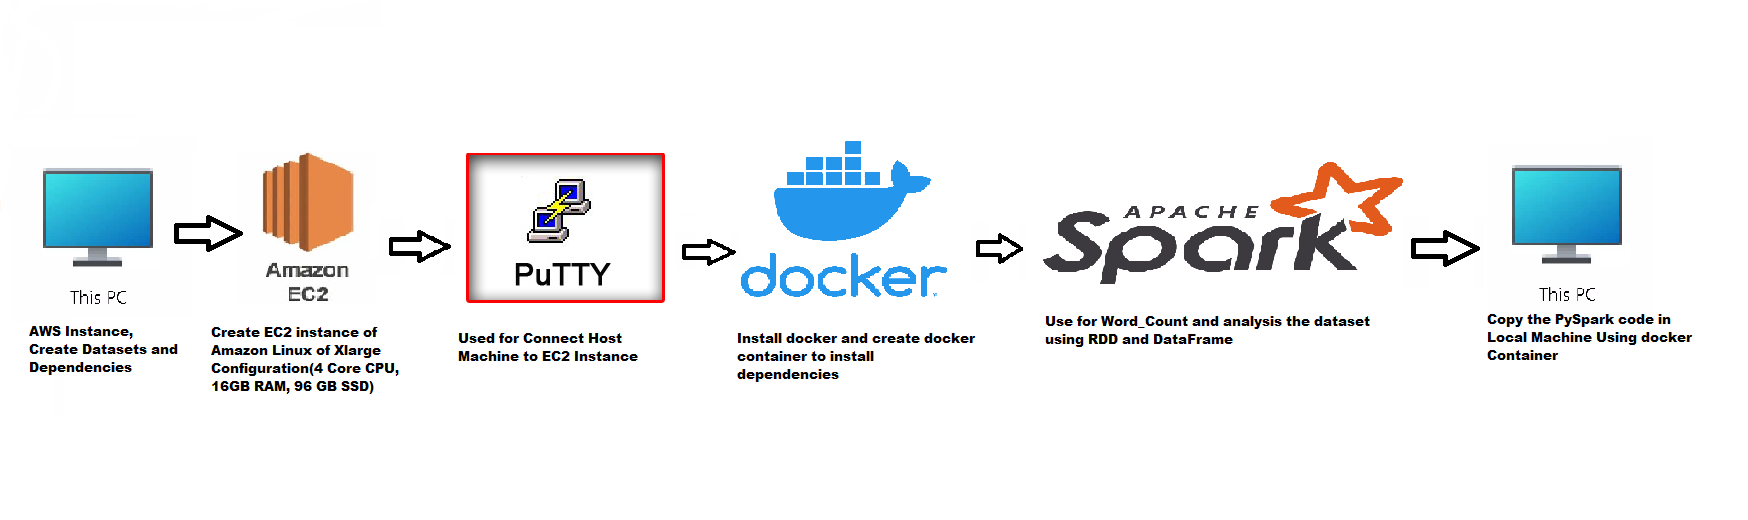 This PC
AWS Instance,
Create Datasets and
Dependencies
Amazon
EC2
Create EC2 instance of
Amazon Linux of Xlarge
Configuration(4 Core CPU,
16GB RAM, 96 GB SSD)
PuTTY
Used for Connect Host
Machine to EC2 Instance
docker
Install docker and create docker
container to install
dependencies
APACHE
Spark
Use for Word_Count and analysis the dataset
using RDD and DataFrame
This PC
Copy the PySpark code in
Local Machine Using docker
Container